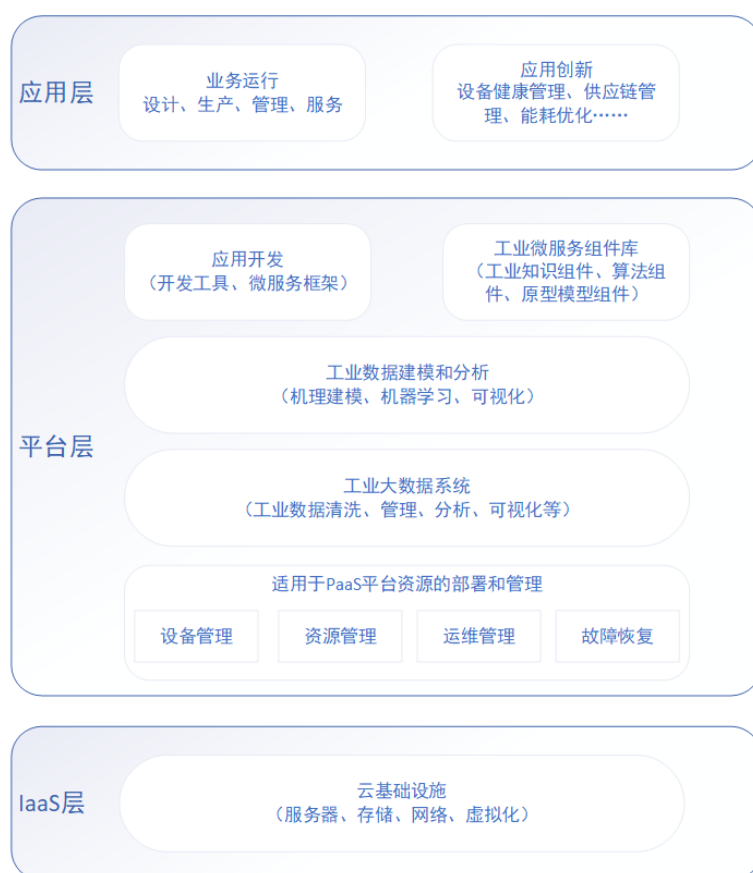 应用层
业务运行
设计、生产、管理、服务
应用创新
设备健康管理、供应链管
理、能耗优化……
平台层
应用开发
（开发工具、微服务框架）
工业微服务组件库
（工业知识组件、算法组
件、原型模型组件）
工业数据建模和分析
（机理建模、机器学习、可视化）
工业大数据系统
（工业数据清洗、管理、分析、可视化等）
适用于PaaS平台资源的部署和管理
设备管理
资源管理
运维管理
故障恢复
IaaS层
云基础设施
（服务器、存储、网络、虚拟化）